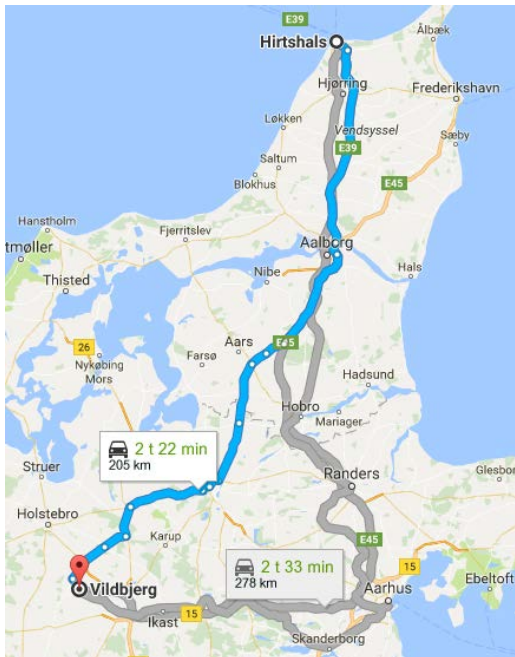 E39
Hirtshals
Ålbæk
Hjørring
Frederikshavn
Løkken
Vendsyssel
Sæby
E39
Saltum
Blokhus
E45
Hanstholm
Fjerritslev
Aalborg
tmøller
Thisted
Nibe
Hals
26
Aars
E45
Nykøbing
Mors
Farsø
Hadsund
Hobro
Mariager
2 t 22 min
205 km
Struer
Randers
Glesbor
Holstebro
Karup
E45
2 t 33 min
278 km
15
Vildbjerg
Aarhus
Ebeltoft
15
Ikast
Skanderborg